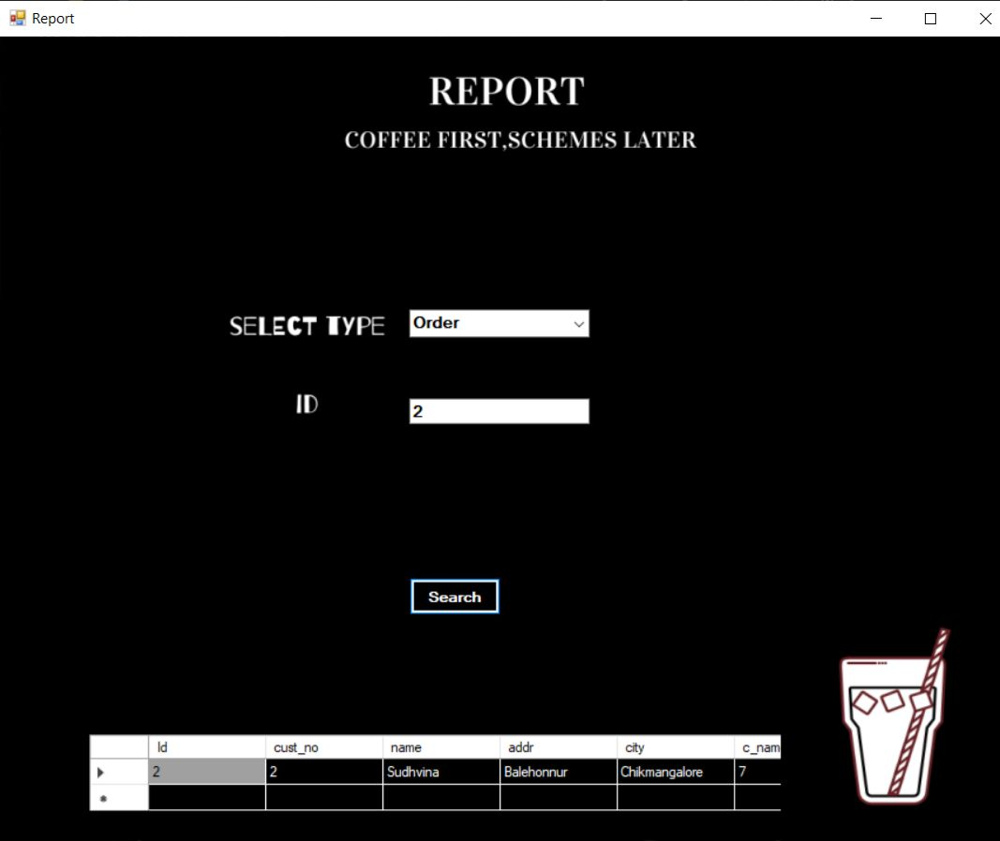 Report
REPORT
COFFEE FIRST,SCHEMES LATER
SELECT TYPE Order
ID 2
Search
Id cust_no name addr city c_nam
2 2 Sudhvina Balehonnur Chikmangalore 7